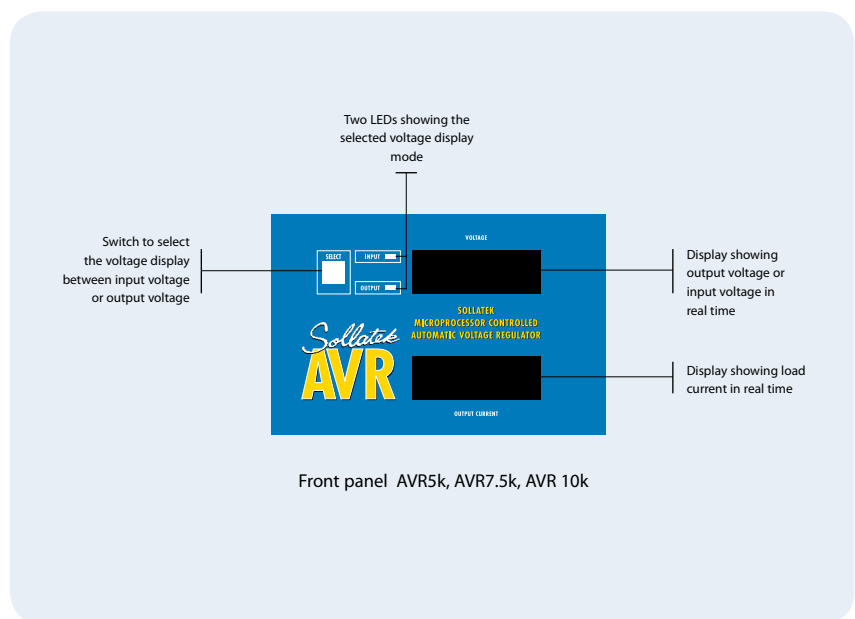 Two LEDs showing the
selected voltage display
mode
Switch to select
the voltage display
between input voltage
or output voltage
SELECT
INPUT
OUTPUT
VOLTAGE
SOLLATEK
MICROPROCESSOR CONTROLLED
AUTOMATIC VOLTAGE REGULATOR
Sollatek
AVR
OUTPUT CURRENT
Display showing
output voltage or
input voltage in
real time
Display showing load
current in real time
Front panel AVR5k, AVR7.5k, AVR 10k